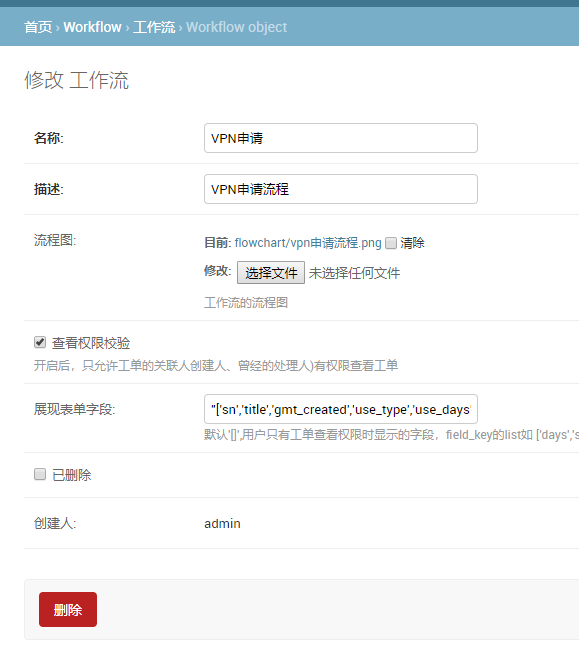 首页 › Workflow › 工作流 › Workflow object
修改 工作流
名称: VPN申请
描述: VPN申请流程
流程图: 目前: flowchart/vpn申请流程.png 清除
修改: 选择文件 未选择任何文件
工作流的流程图
查看权限校验
开启后，只允许工单的关联人创建人、曾经的处理人)有权限查看工单
展现表单字段: "['sn','title','gmt_created','use_type','use_days'
默认'[]',用户只有工单查看权限时显示的字段，field_key的list如 ['days','s
已删除
创建人: admin
删除